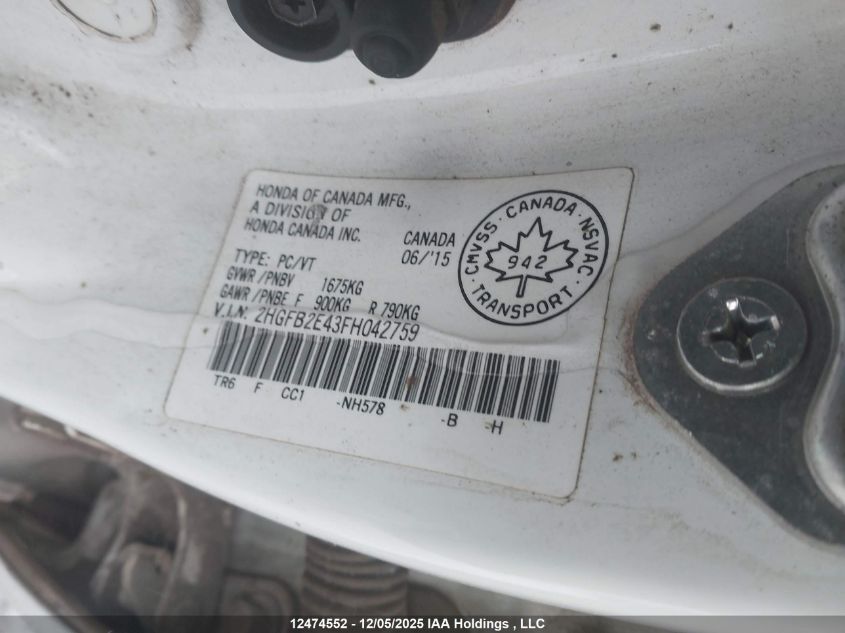 HONDA OF CANADA MFG.,
A DIVISION OF
HONDA CANADA INC.
CANADA
06/'15
TYPE: PC/VT
GVWR/PNBV 1675KG
GAWR/PNBE F 900KG R 790KG
V.I.N. 2HGFB2E43FH042759
TR6 F CC1 -NH578 -B -H
CMVSS · CANADA · NSVAC
942
· TRANSPORT ·
12474552 - 12/05/2025 IAA Holdings , LLC